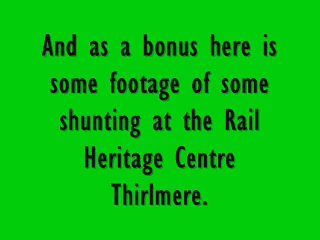 And as a bonus here is
some footage of some
shunting at the Rail
Heritage Centre
Thirlmere.